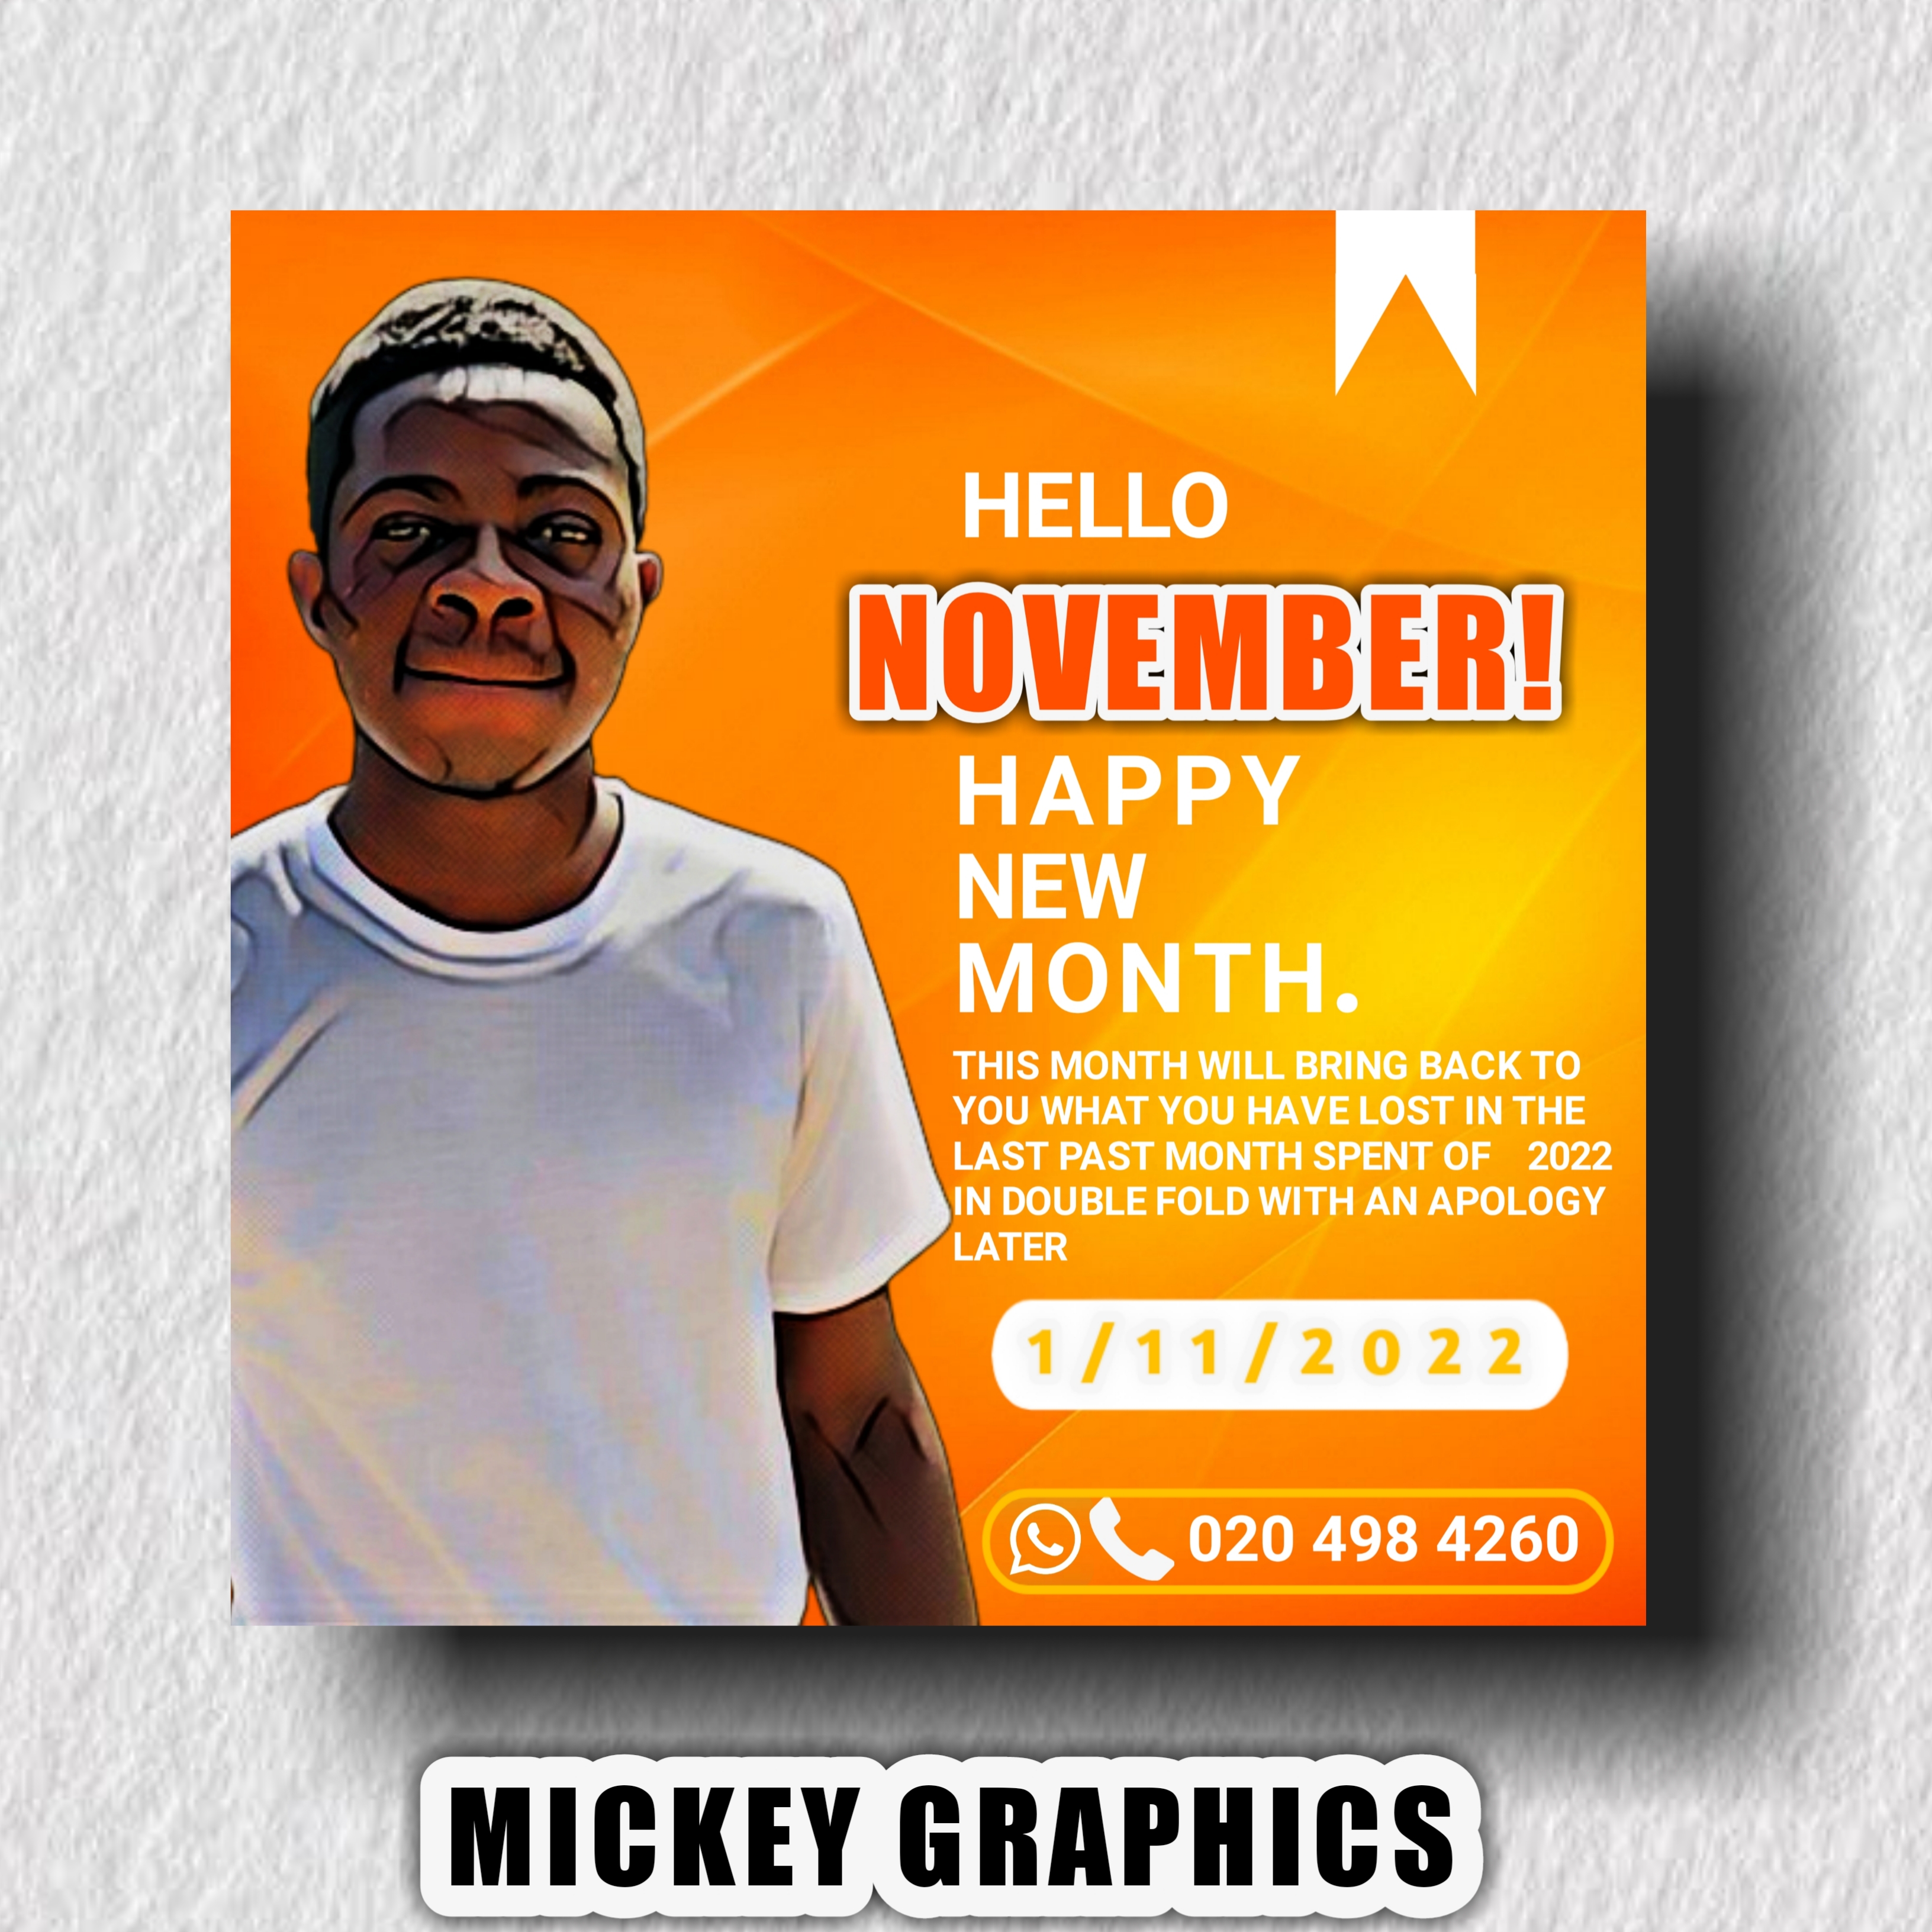 HELLO
NOVEMBER!
HAPPY
NEW
MONTH.
THIS MONTH WILL BRING BACK TO
YOU WHAT YOU HAVE LOST IN THE
LAST PAST MONTH SPENT OF 2022
IN DOUBLE FOLD WITH AN APOLOGY
LATER
1/11/2022
020 498 4260
MICKEY GRAPHICS